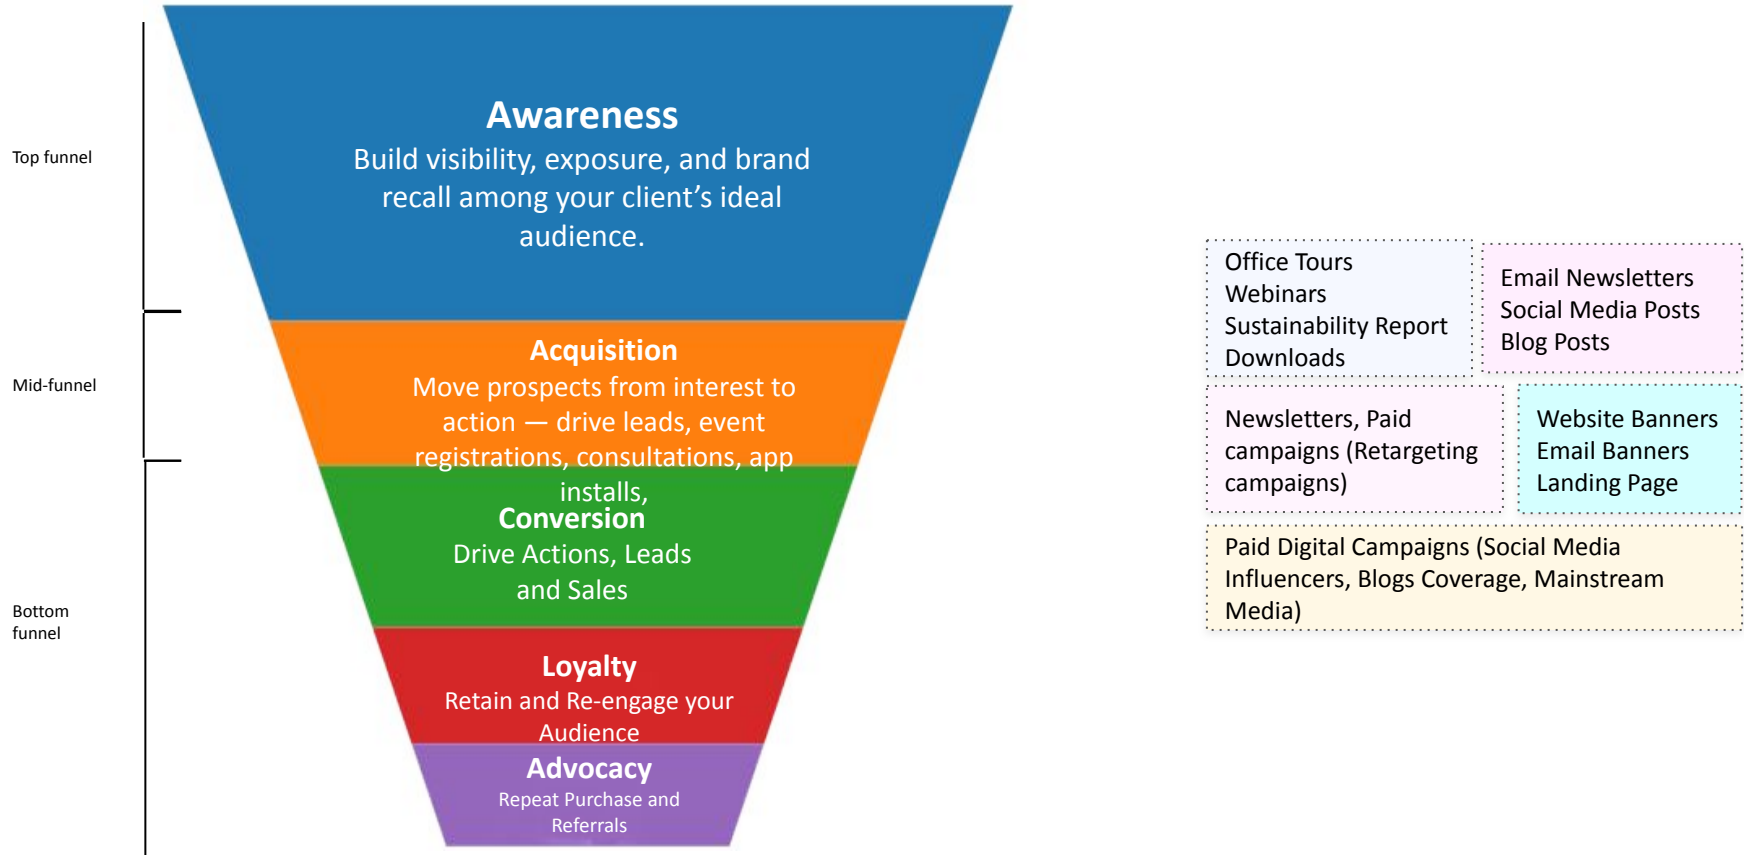 Top funnel
Mid-funnel
Bottom
funnel
Awareness
Build visibility, exposure, and brand
recall among your client’s ideal
audience.
Acquisition
Move prospects from interest to
action — drive leads, event
registrations, consultations, app
installs,
Conversion
Drive Actions, Leads
and Sales
Loyalty
Retain and Re-engage your
Audience
Advocacy
Repeat Purchase and
Referrals
Office Tours
Webinars
Sustainability Report
Downloads
Email Newsletters
Social Media Posts
Blog Posts
Newsletters, Paid
campaigns (Retargeting
campaigns)
Website Banners
Email Banners
Landing Page
Paid Digital Campaigns (Social Media
Influencers, Blogs Coverage, Mainstream
Media)